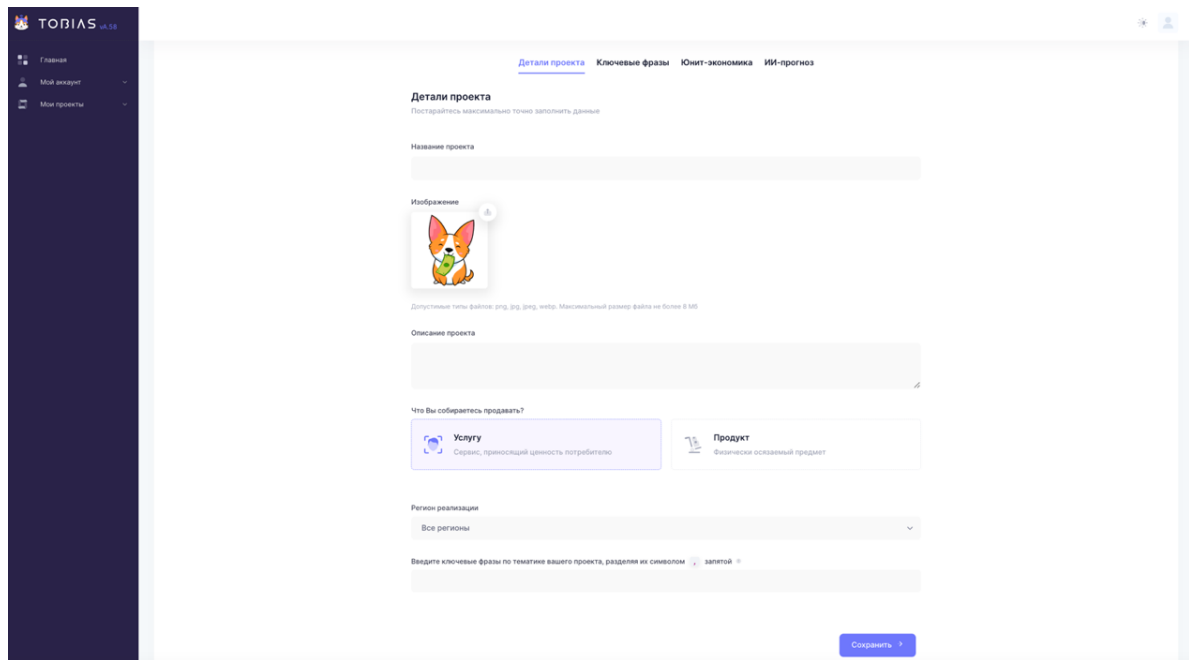 TOBIAS v4.58
Главная
Мой аккаунт
Мои проекты
Детали проекта Ключевые фразы Юнит-экономика ИИ-прогноз
Детали проекта
Постарайтесь максимально точно заполнить данные
Название проекта
Изображение
Допустимые типы файлов: png, jpg, jpeg, webp. Максимальный размер файла не более 8 МБ
Описание проекта
Что Вы собираетесь продавать?
Услугу
Сервис, приносящий ценность потребителю
Продукт
Физически осязаемый предмет
Регион реализации
Все регионы
Введите ключевые фразы по тематике вашего проекта, разделяя их символом , запятой
Сохранить